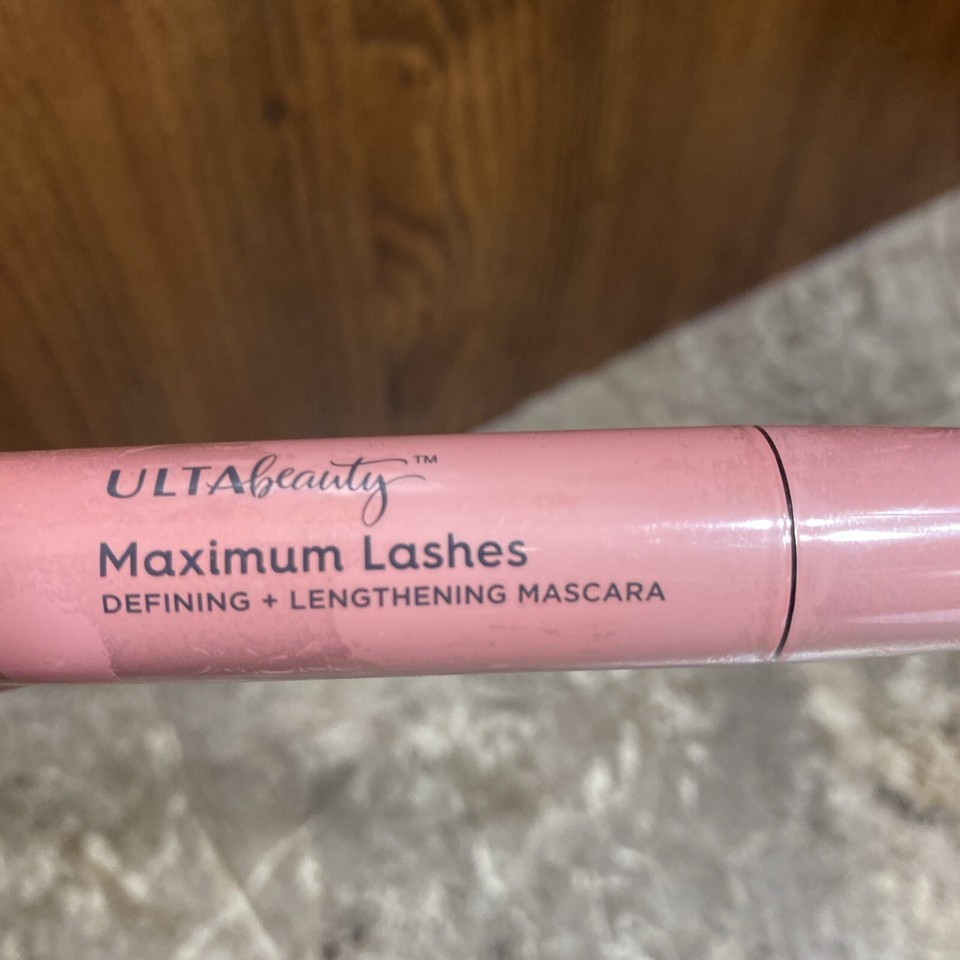 ULTAbeauty™
Maximum Lashes
DEFINING + LENGTHENING MASCARA